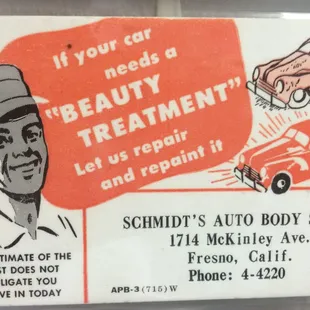 If your car
needs a
"BEAUTY
TREATMENT"
Let us repair
and repaint it
SCHMIDT'S AUTO BODY
1714 McKinley Ave.
Fresno, Calif.
Phone: 4-4220
TIMATE OF THE
ST DOES NOT
LIGATE YOU
VE IN TODAY
APB-3 (715) W